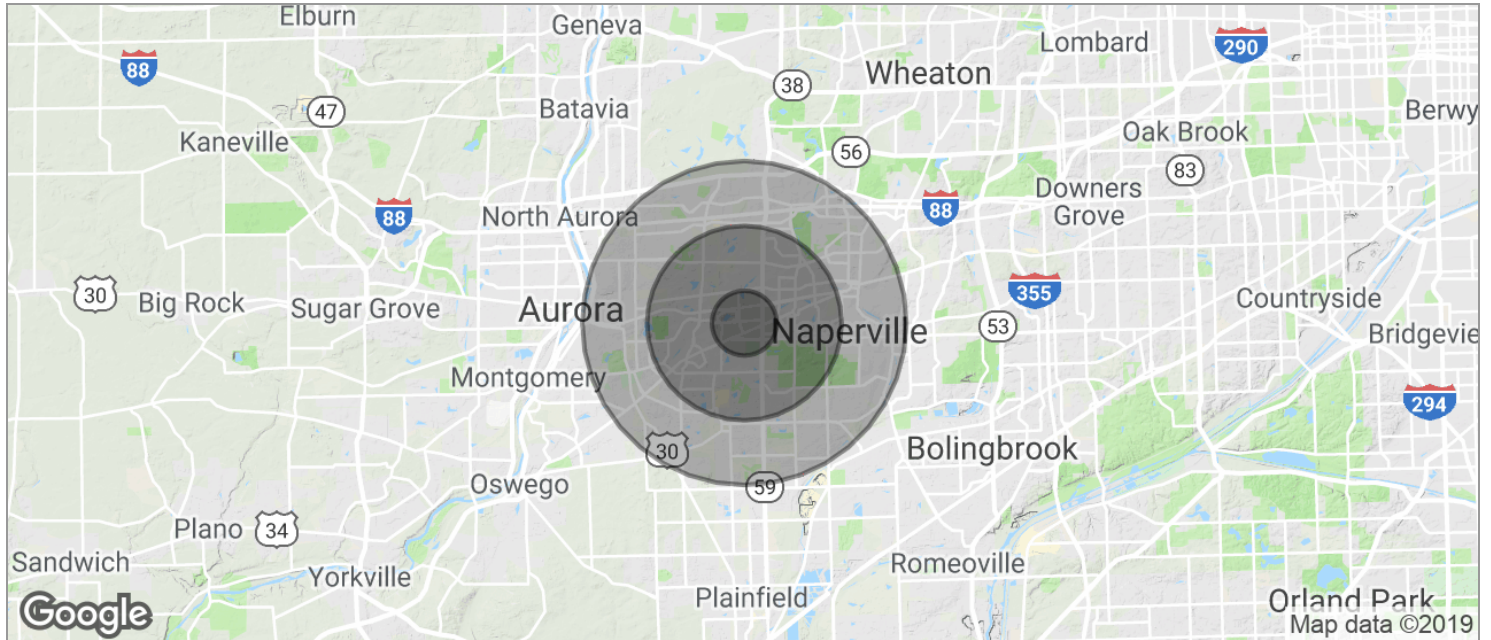 Elburn
Geneva
Lombard
290
88
Wheaton
38
47
Batavia
Berwy
Kaneville
Oak Brook
56
83
Downers
Grove
88
North Aurora
88
30
Big Rock
Sugar Grove
Aurora
355
Countryside
53
Naperville
Bridgevie
Montgomery
294
30
Bolingbrook
Oswego
59
Plano
34
Sandwich
Romeoville
Yorkville
Plainfield
Orland Park
Google
Map data ©2019